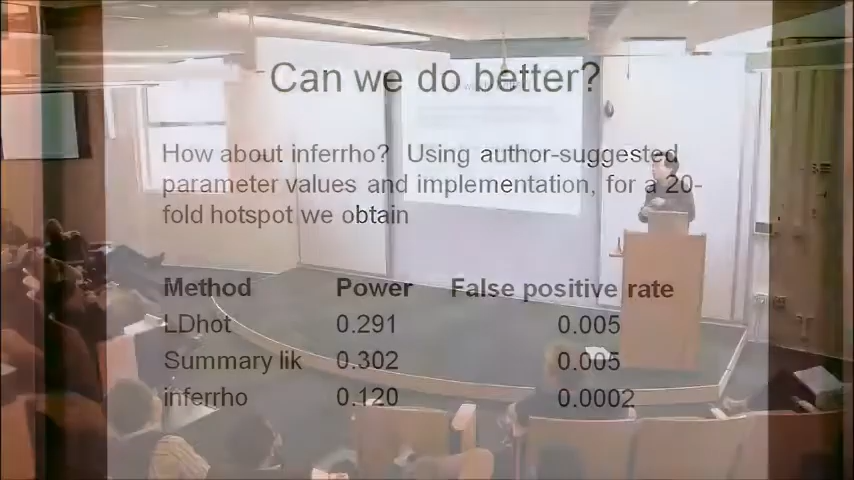 Can we do better?
How about inferrho? Using author-suggested
parameter values and implementation, for a 20-
fold hotspot we obtain
Method Power False positive rate
LDhot 0.291 0.005
Summary lik 0.302 0.005
inferrho 0.120 0.0002